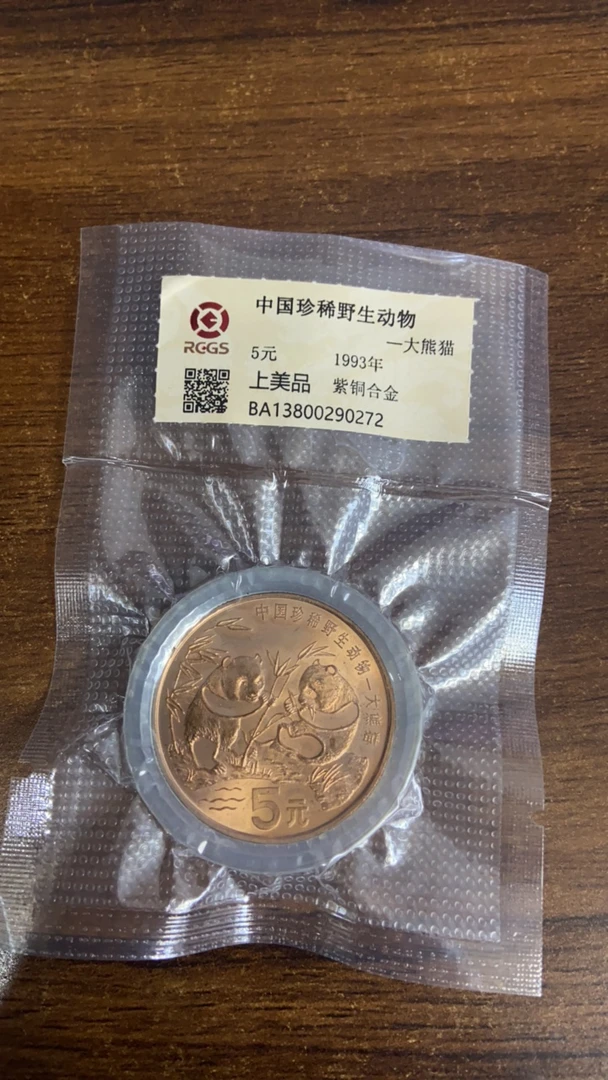 中国珍稀野生动物
一大熊猫
RCGS
5元
1993年
上美品
紫铜合金
BA13800290272
中国珍稀野生动物一大熊猫
5元